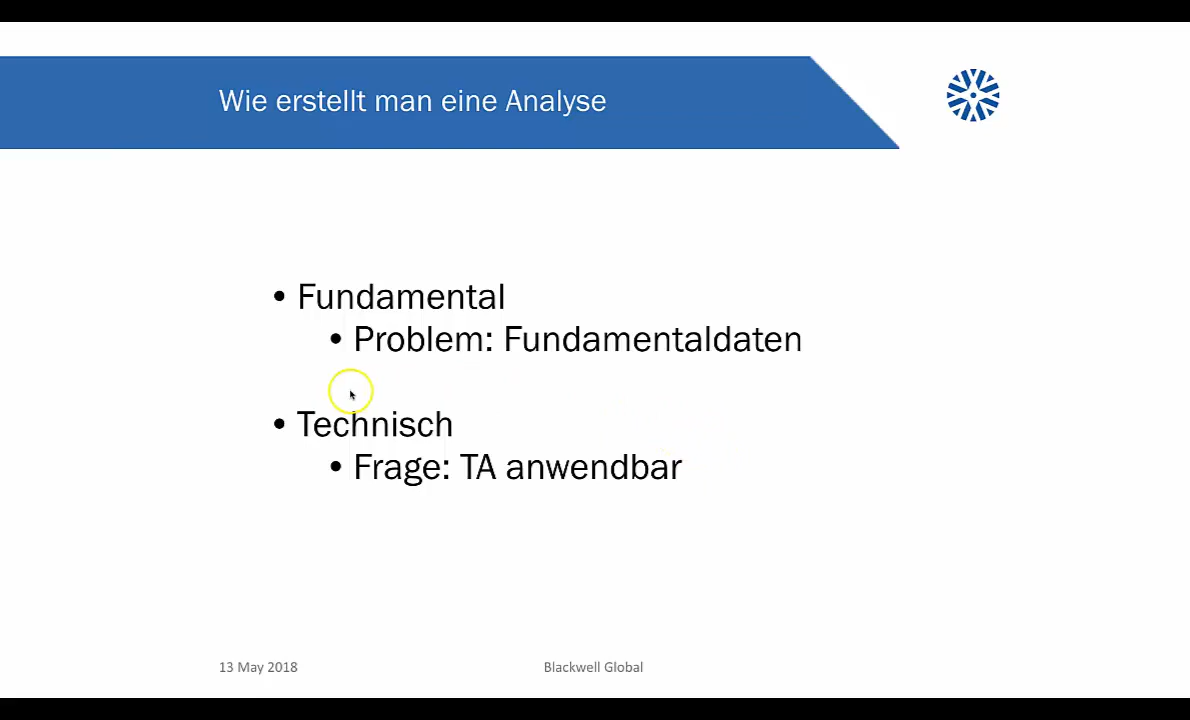 Wie erstellt man eine Analyse
• Fundamental
• Problem: Fundamentaldaten
• Technisch
• Frage: TA anwendbar
13 May 2018
Blackwell Global